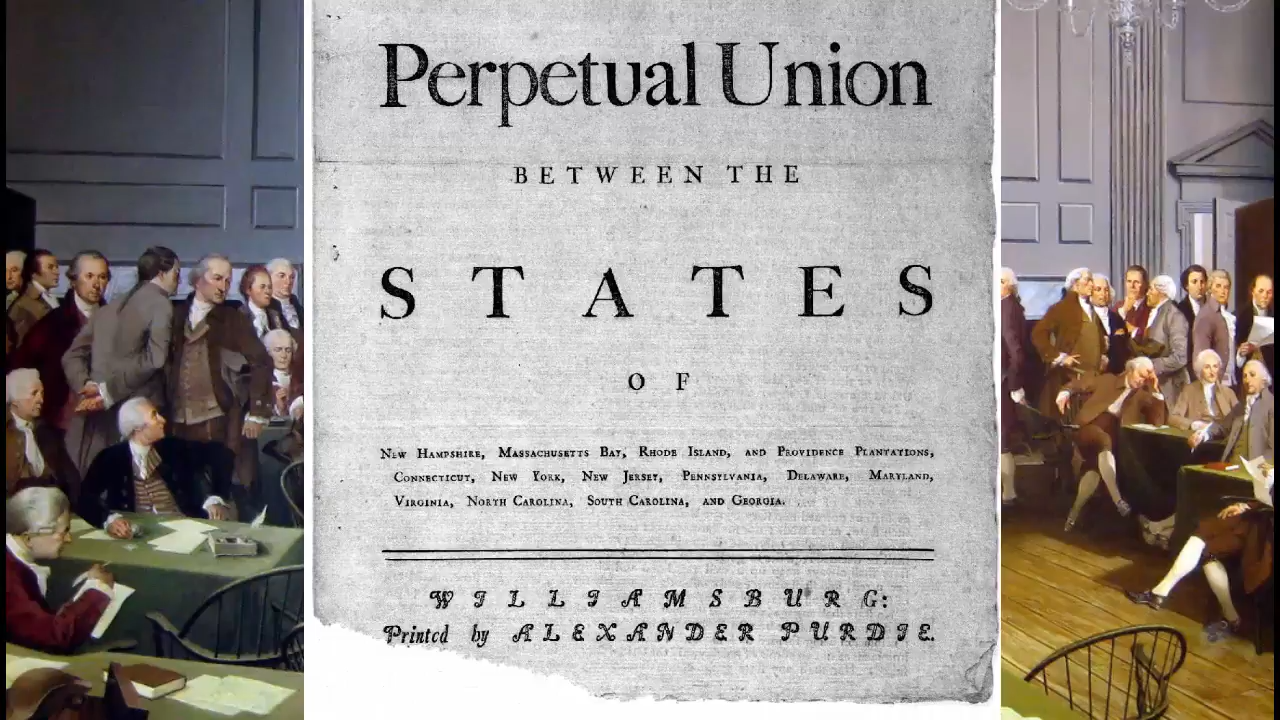 Perpetual Union
BETWEEN THE
STATES
OF
New Hampshire, Massachusetts Bay, Rhode Island, and Providence Plantations,
Connecticut, New York, New Jersey, Pennsylvania, Delaware, Maryland,
Virginia, North Carolina, South Carolina, and Georgia.
WILLIAMSBURG:
Printed by ALEXANDER PURDIE.